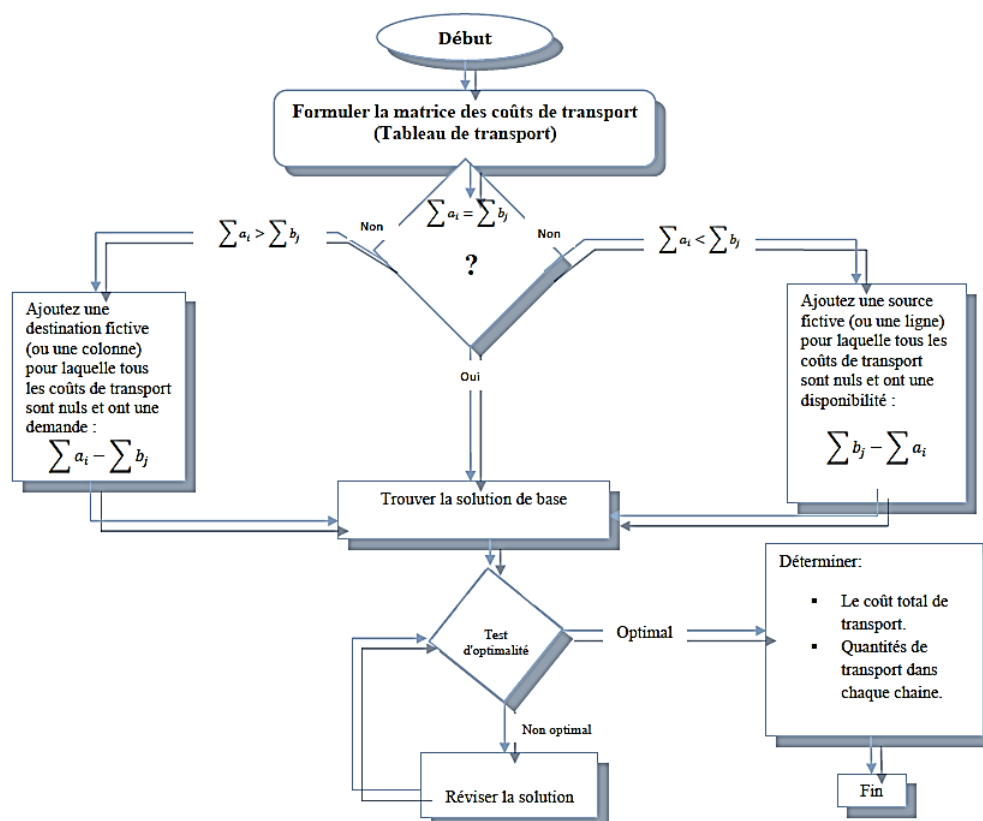 Début
Formuler la matrice des coûts de transport
(Tableau de transport)
∑ aᵢ = ∑ bⱼ
?
Non
Non
∑ aᵢ > ∑ bⱼ
∑ aᵢ < ∑ bⱼ
Ajoutez une
destination fictive
(ou une colonne)
pour laquelle tous
les coûts de transport
sont nuls et ont une
demande :
∑ aᵢ − ∑ bⱼ
Oui
Ajoutez une source
fictive (ou une ligne)
pour laquelle tous les
coûts de transport
sont nuls et ont une
disponibilité :
∑ bⱼ − ∑ aᵢ
Trouver la solution de base
Test
d'optimalité
Optimal
Déterminer:
▪ Le coût total de
transport.
▪ Quantités de
transport dans
chaque chaine.
Non optimal
Réviser la solution
Fin